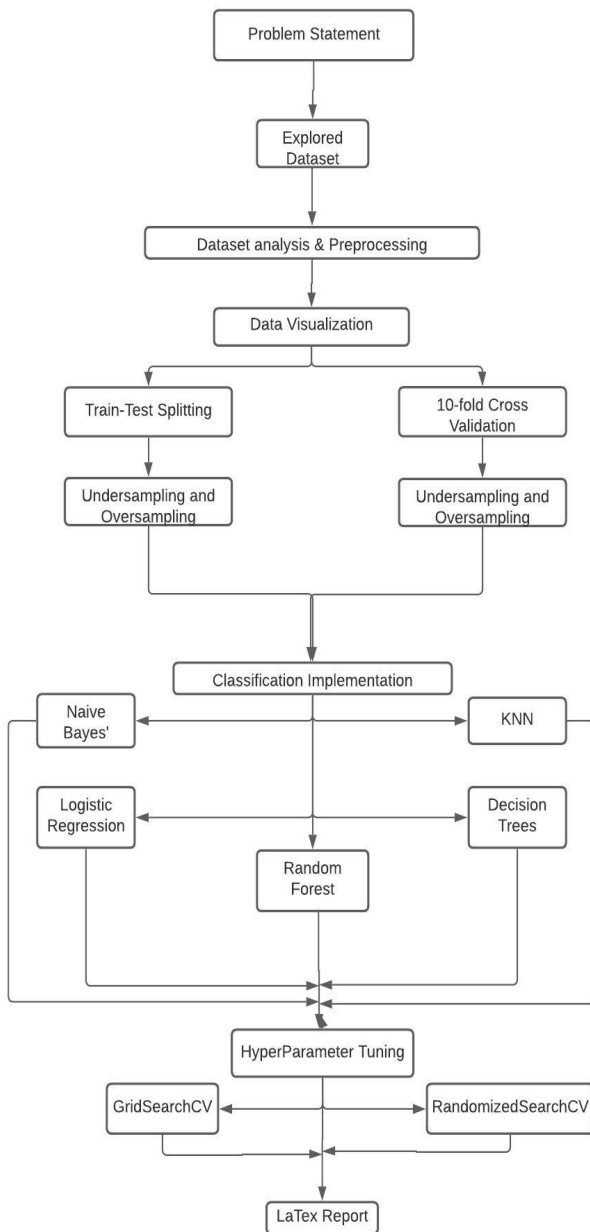 Problem Statement
Explored
Dataset
Dataset analysis & Preprocessing
Data Visualization
Train-Test Splitting
10-fold Cross
Validation
Undersampling and
Oversampling
Undersampling and
Oversampling
Classification Implementation
Naive
Bayes'
KNN
Logistic
Regression
Decision
Trees
Random
Forest
HyperParameter Tuning
GridSearchCV
RandomizedSearchCV
LaTex Report